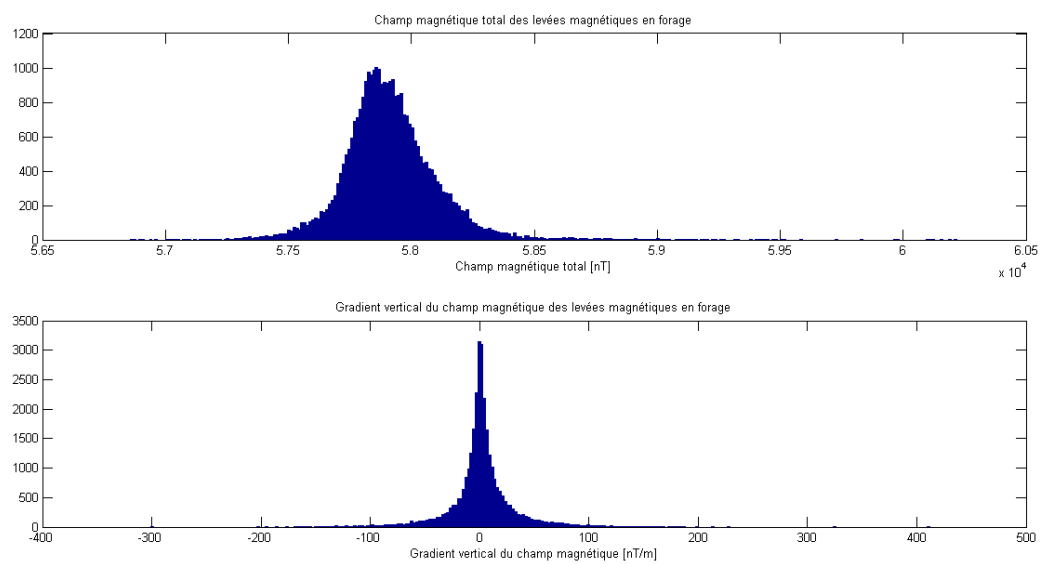 Champ magnétique total des levées magnétiques en forage
1200
1000
800
600
400
200
0
5.65 5.7 5.75 5.8 5.85 5.9 5.95 6 6.05
Champ magnétique total [nT]
x 10^4
Gradient vertical du champ magnétique des levées magnétiques en forage
3500
3000
2500
2000
1500
1000
500
0
-400 -300 -200 -100 0 100 200 300 400 500
Gradient vertical du champ magnétique [nT/m]